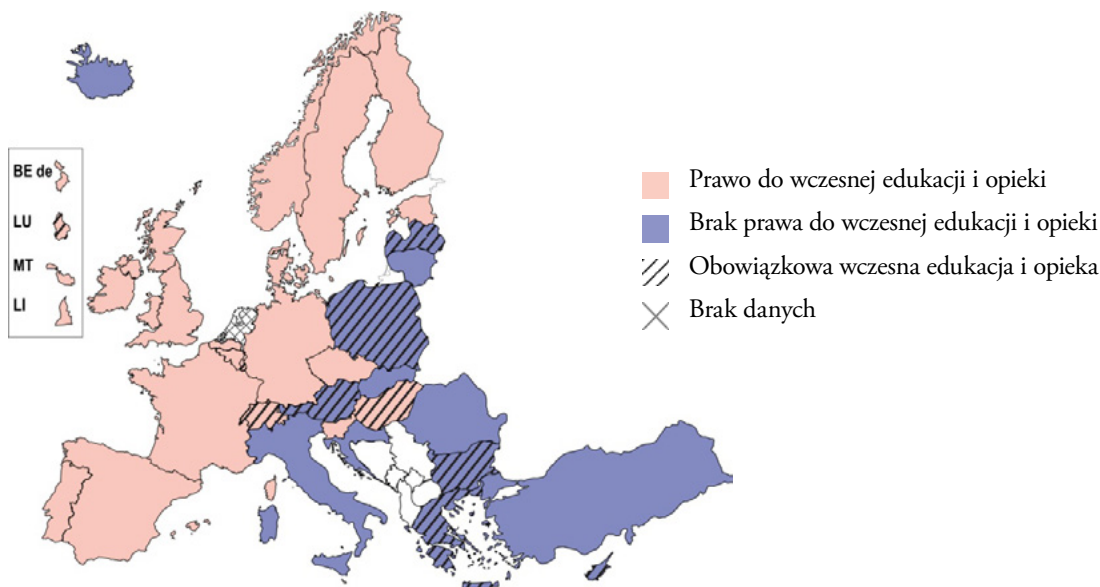 BE de
LU
MT
LI
Prawo do wczesnej edukacji i opieki
Brak prawa do wczesnej edukacji i opieki
Obowiązkowa wczesna edukacja i opieka
Brak danych